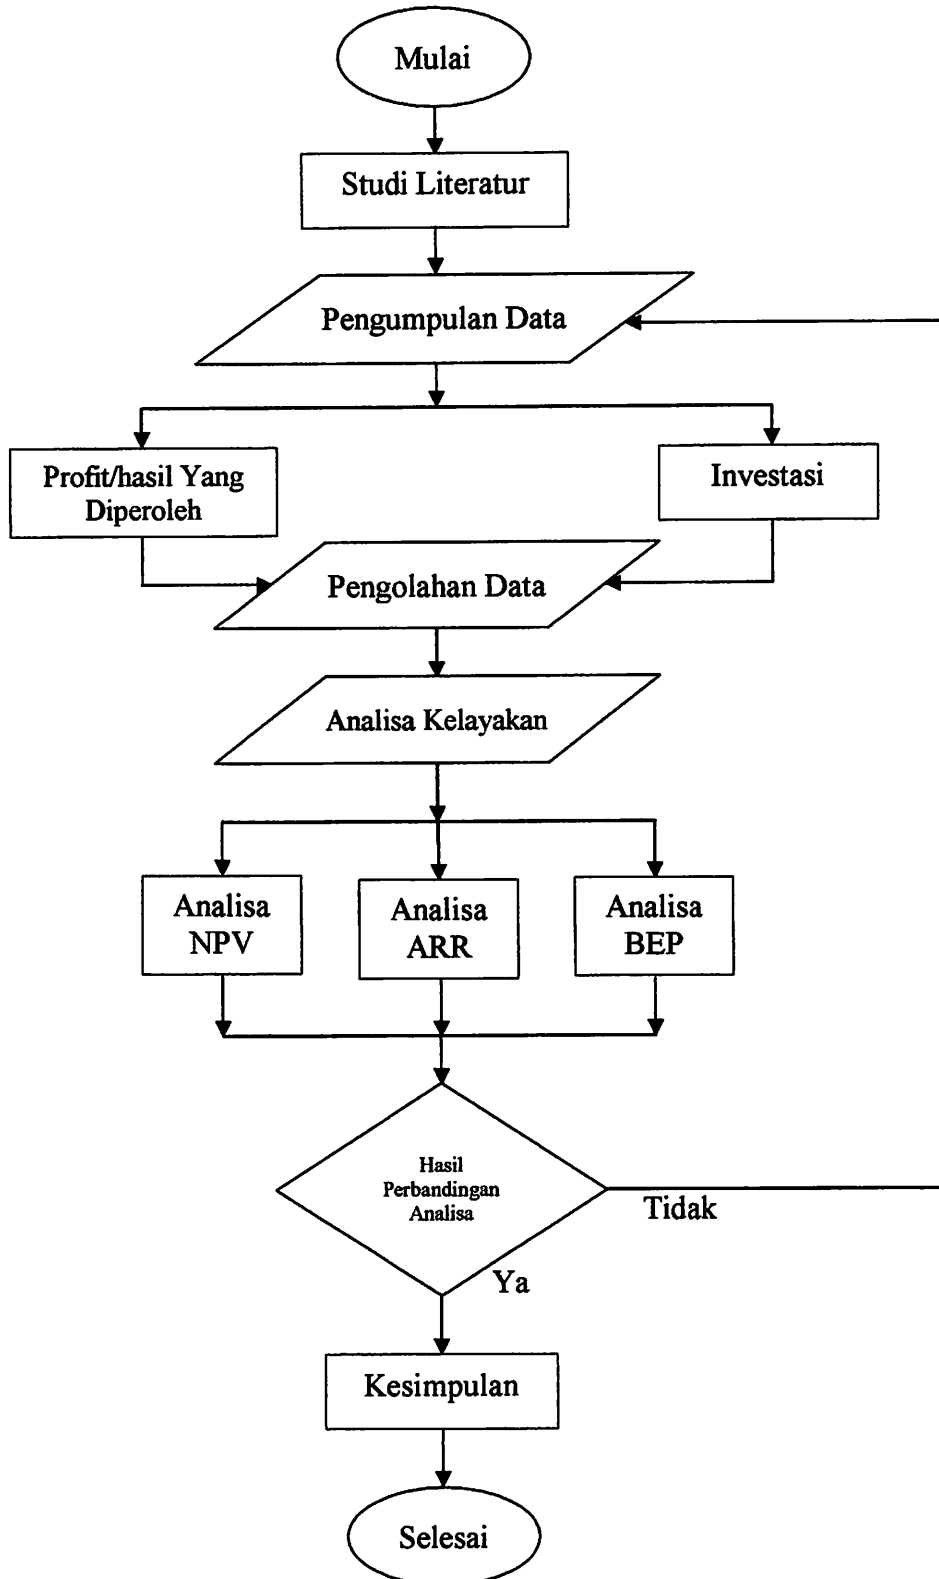 Mulai
Studi Literatur
Pengumpulan Data
Profit/hasil Yang
Diperoleh
Investasi
Pengolahan Data
Analisa Kelayakan
Analisa
NPV
Analisa
ARR
Analisa
BEP
Hasil
Perbandingan
Analisa
Tidak
Ya
Kesimpulan
Selesai